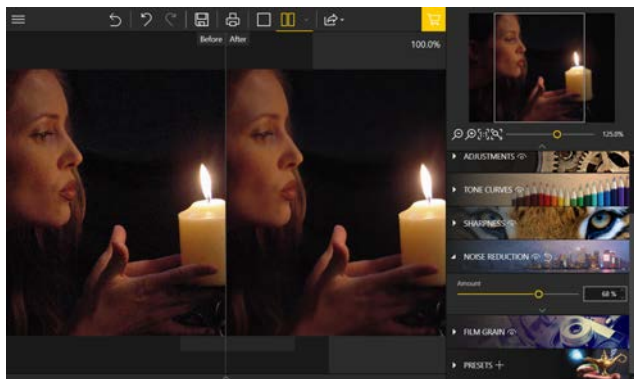 Before After
100.0%
125.0%
ADJUSTMENTS
TONE CURVES
SHARPNESS
NOISE REDUCTION
Amount
68 %
FILM GRAIN
PRESETS